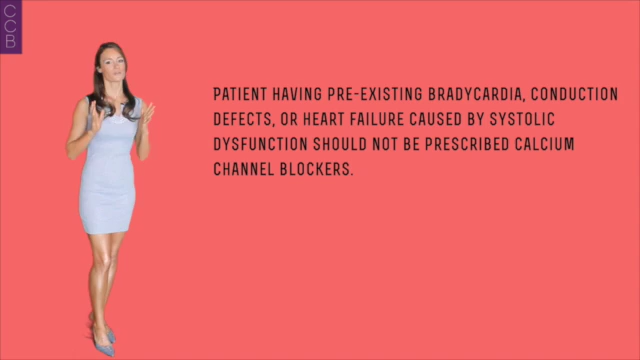 CCB
PATIENT HAVING PRE-EXISTING BRADYCARDIA, CONDUCTION
DEFECTS, OR HEART FAILURE CAUSED BY SYSTOLIC
DYSFUNCTION SHOULD NOT BE PRESCRIBED CALCIUM
CHANNEL BLOCKERS.